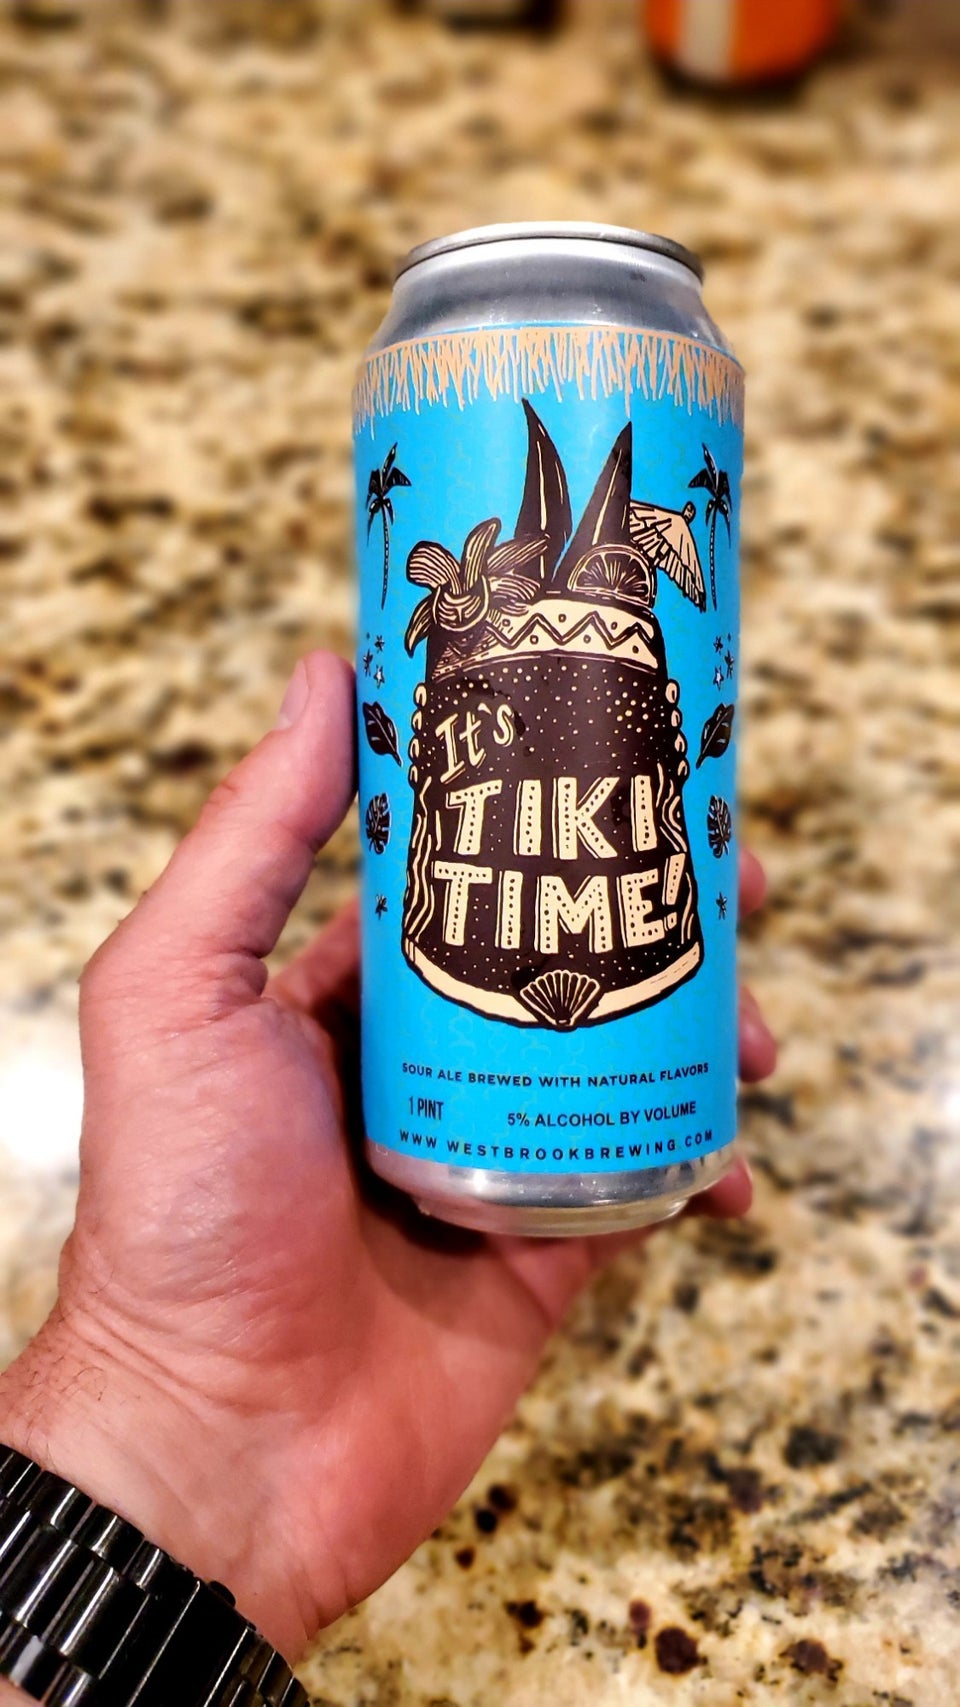 It's
TIKI
TIME!
SOUR ALE BREWED WITH NATURAL FLAVORS
1 PINT 5% ALCOHOL BY VOLUME
WWW.WESTBROOKBREWING.COM